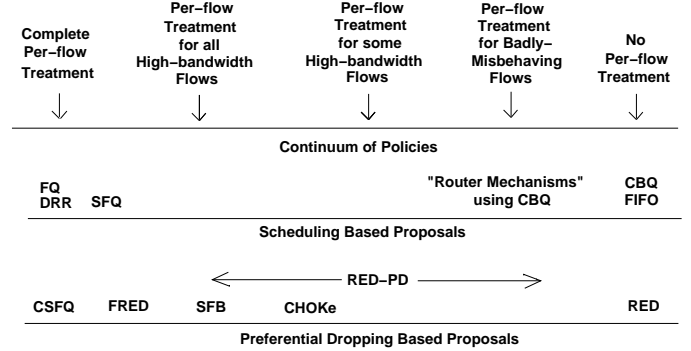 Complete
Per−flow
Treatment
Per−flow
Treatment
for all
High−bandwidth
Flows
Per−flow
Treatment
for some
High−bandwidth
Flows
Per−flow
Treatment
for Badly−
Misbehaving
Flows
No
Per−flow
Treatment
Continuum of Policies
FQ
DRR
SFQ
"Router Mechanisms"
using CBQ
CBQ
FIFO
Scheduling Based Proposals
RED−PD
CSFQ
FRED
SFB
CHOKe
RED
Preferential Dropping Based Proposals